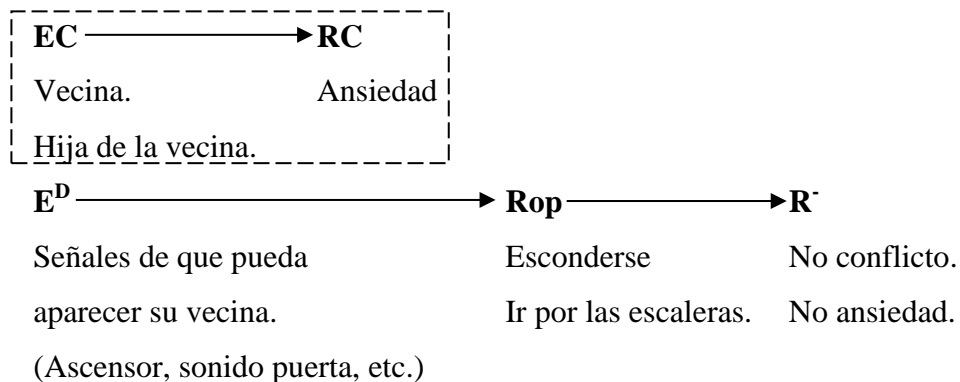 EC RC
Vecina. Ansiedad
Hija de la vecina.
E^D Rop R^-
Señales de que pueda Esconderse No conflicto.
aparecer su vecina. Ir por las escaleras. No ansiedad.
(Ascensor, sonido puerta, etc.)